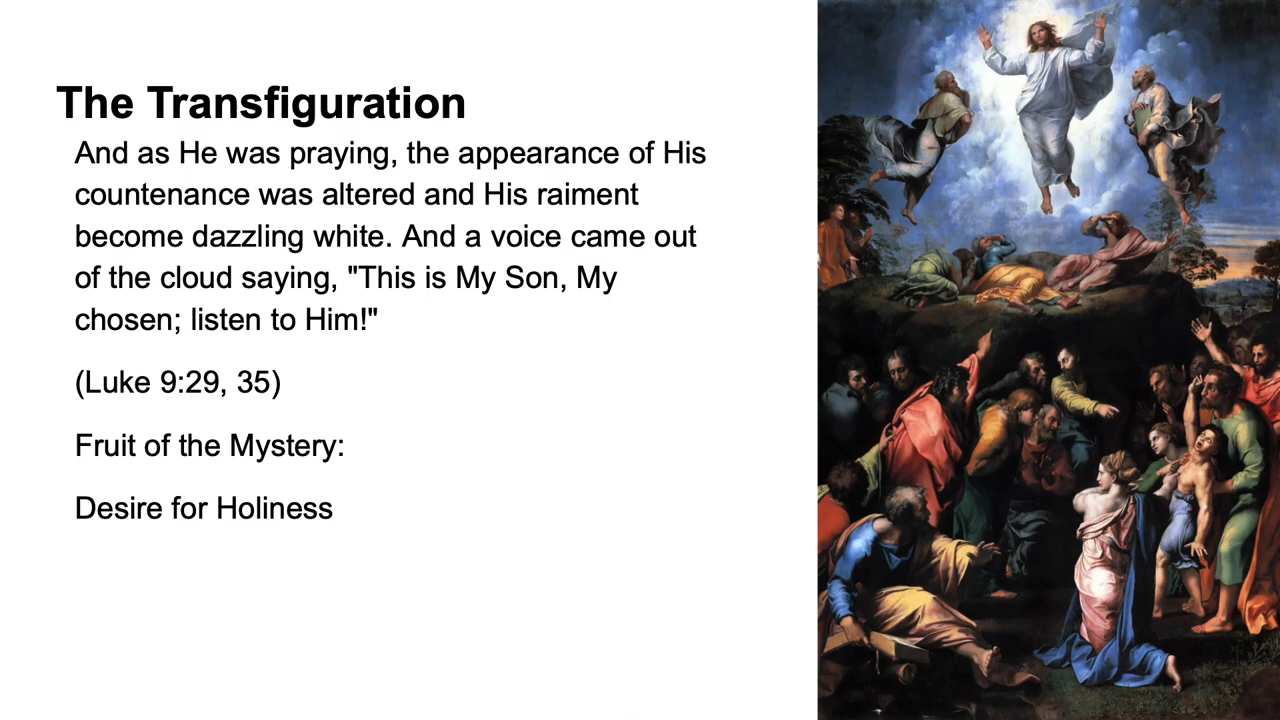 The Transfiguration
And as He was praying, the appearance of His
countenance was altered and His raiment
become dazzling white. And a voice came out
of the cloud saying, "This is My Son, My
chosen; listen to Him!"
(Luke 9:29, 35)
Fruit of the Mystery:
Desire for Holiness